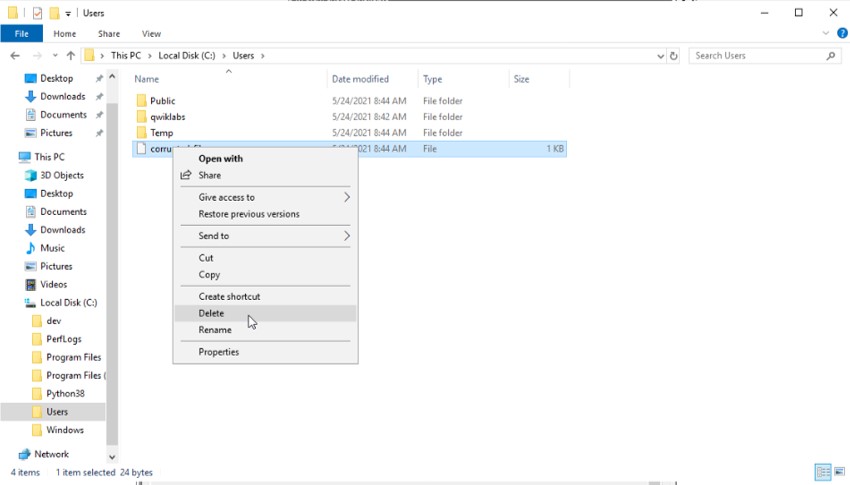 Users
File Home Share View
This PC > Local Disk (C:) > Users >
Search Users
Name Date modified Type Size
Desktop
Downloads
Documents
Pictures
This PC
3D Objects
Desktop
Documents
Downloads
Music
Pictures
Videos
Local Disk (C:)
dev
PerfLogs
Program Files
Program Files (
Python38
Users
Windows
Network
Public 5/24/2021 8:44 AM File folder
qwiklabs 5/24/2021 8:42 AM File folder
Temp 5/24/2021 8:44 AM File folder
5/24/2021 8:44 AM File 1 KB
Open with
Share
Give access to
Restore previous versions
Send to
Cut
Copy
Create shortcut
Delete
Rename
Properties
4 items 1 item selected 24 bytes